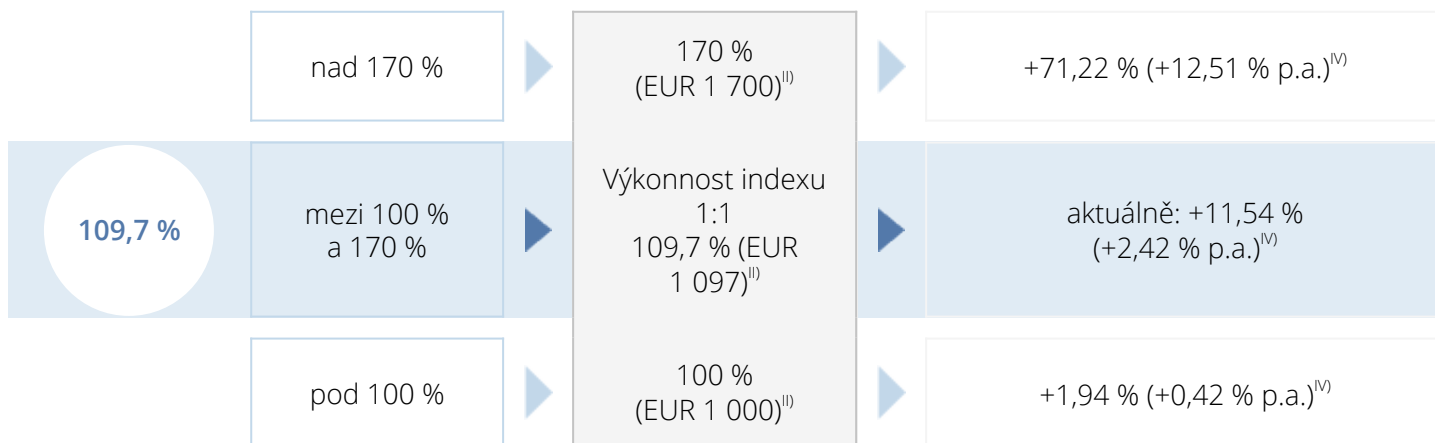 nad 170 %
170 %
(EUR 1 700)II)
+71,22 % (+12,51 % p.a.)IV)
109,7 %
mezi 100 %
a 170 %
Výkonnost indexu
1:1
109,7 % (EUR
1 097)II)
aktuálně: +11,54 %
(+2,42 % p.a.)IV)
pod 100 %
100 %
(EUR 1 000)II)
+1,94 % (+0,42 % p.a.)IV)